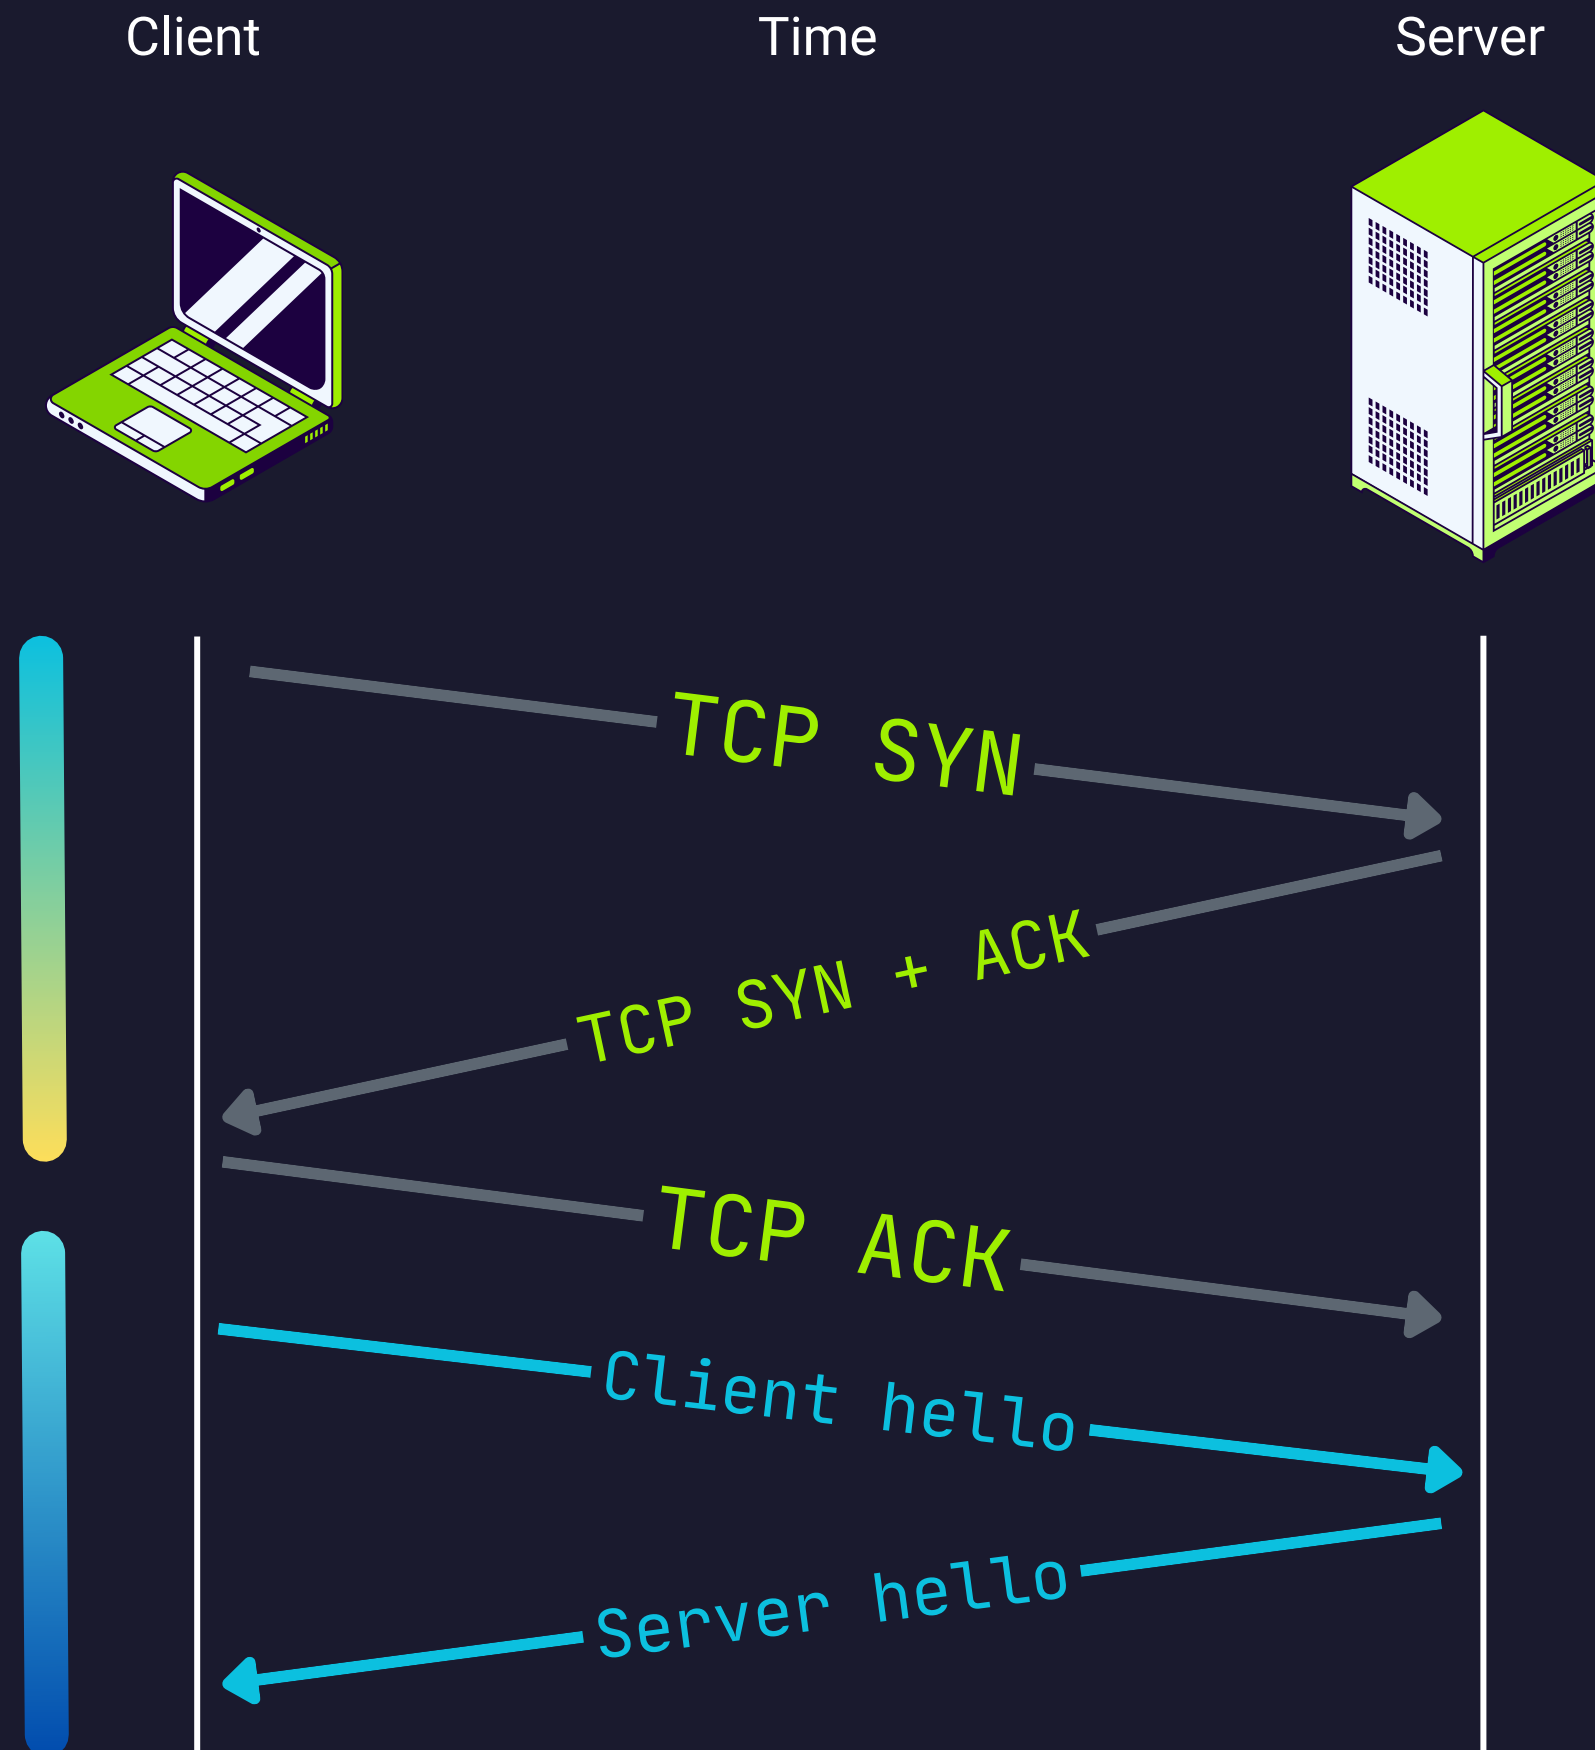 Client Time Server
TCP SYN
TCP SYN + ACK
TCP ACK
Client hello
Server hello